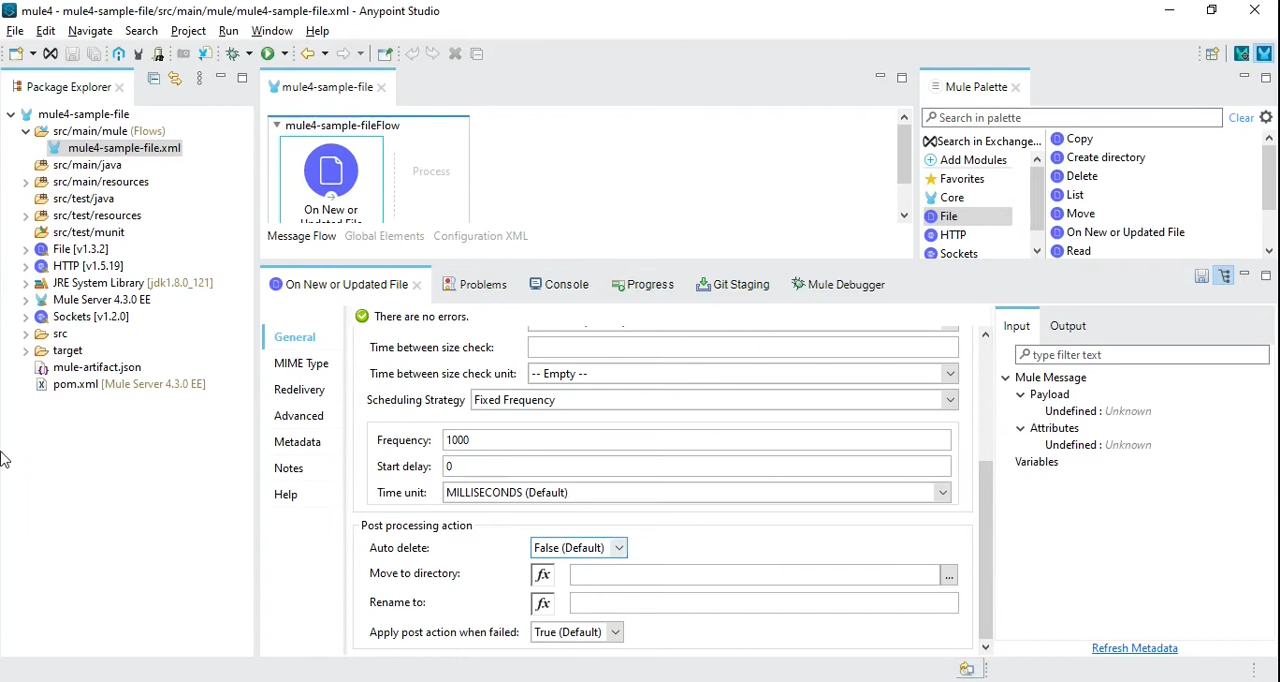 mule4 - mule4-sample-file/src/main/mule/mule4-sample-file.xml - Anypoint Studio
File Edit Navigate Search Project Run Window Help
Package Explorer
mule4-sample-file
src/main/mule (Flows)
mule4-sample-file.xml
src/main/java
src/main/resources
src/test/java
src/test/resources
src/test/munit
File [v1.3.2]
HTTP [v1.5.19]
JRE System Library [jdk1.8.0_121]
Mule Server 4.3.0 EE
Sockets [v1.2.0]
src
target
mule-artifact.json
pom.xml [Mule Server 4.3.0 EE]
mule4-sample-file
mule4-sample-fileFlow
On New or
Process
Message Flow Global Elements Configuration XML
Mule Palette
Search in palette
Clear
Search in Exchange...
Add Modules
Favorites
Core
File
HTTP
Sockets
Copy
Create directory
Delete
List
Move
On New or Updated File
Read
On New or Updated File
Problems
Console
Progress
Git Staging
Mule Debugger
There are no errors.
General
MIME Type
Redelivery
Advanced
Metadata
Notes
Help
Time between size check:
Time between size check unit: -- Empty --
Scheduling Strategy Fixed Frequency
Frequency: 1000
Start delay: 0
Time unit: MILLISECONDS (Default)
Post processing action
Auto delete: False (Default)
Move to directory: fx ...
Rename to: fx
Apply post action when failed: True (Default)
Input Output
type filter text
Mule Message
Payload
Undefined : Unknown
Attributes
Undefined : Unknown
Variables
Refresh Metadata